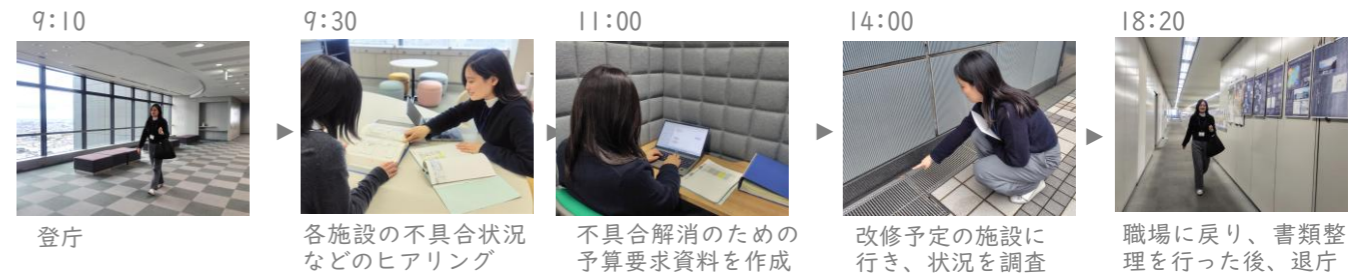 9:10
9:30
11:00
14:00
18:20
登庁
各施設の不具合状況
などのヒアリング
不具合解消のための
予算要求資料を作成
改修予定の施設に
行き、状況を調査
職場に戻り、書類整
理を行った後、退庁